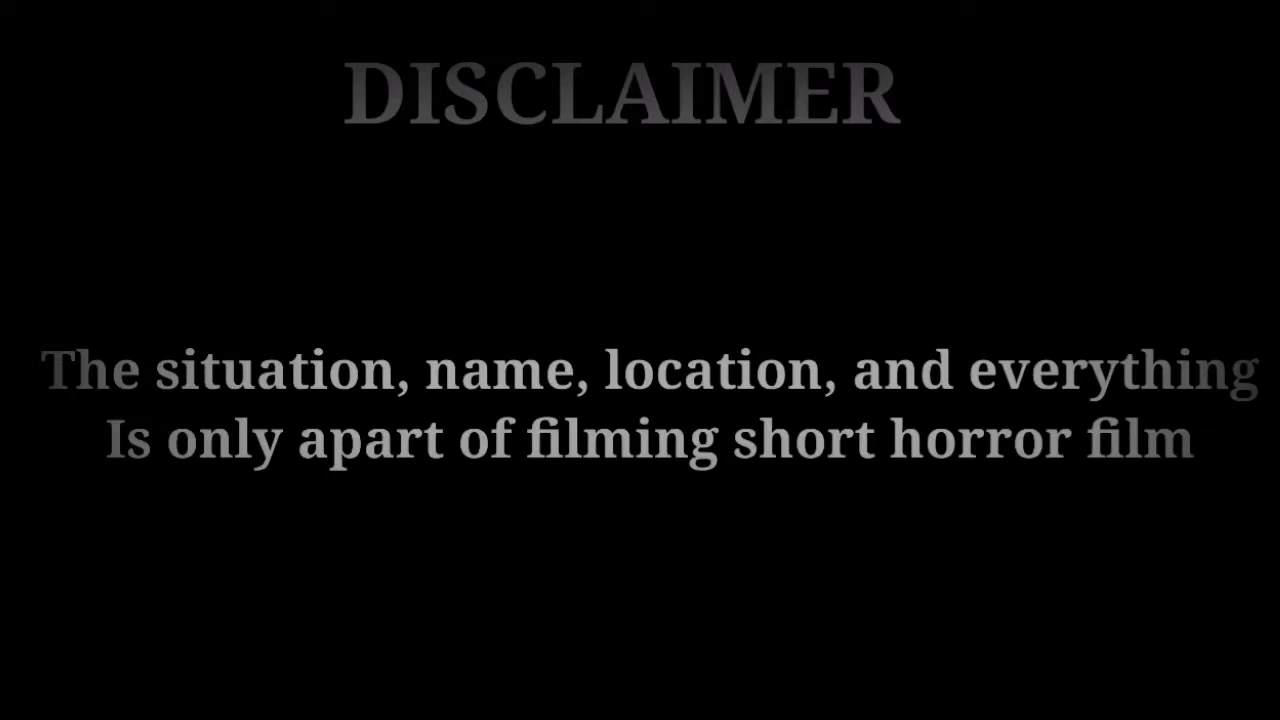 DISCLAIMER
The situation, name, location, and everything
Is only apart of filming short horror film